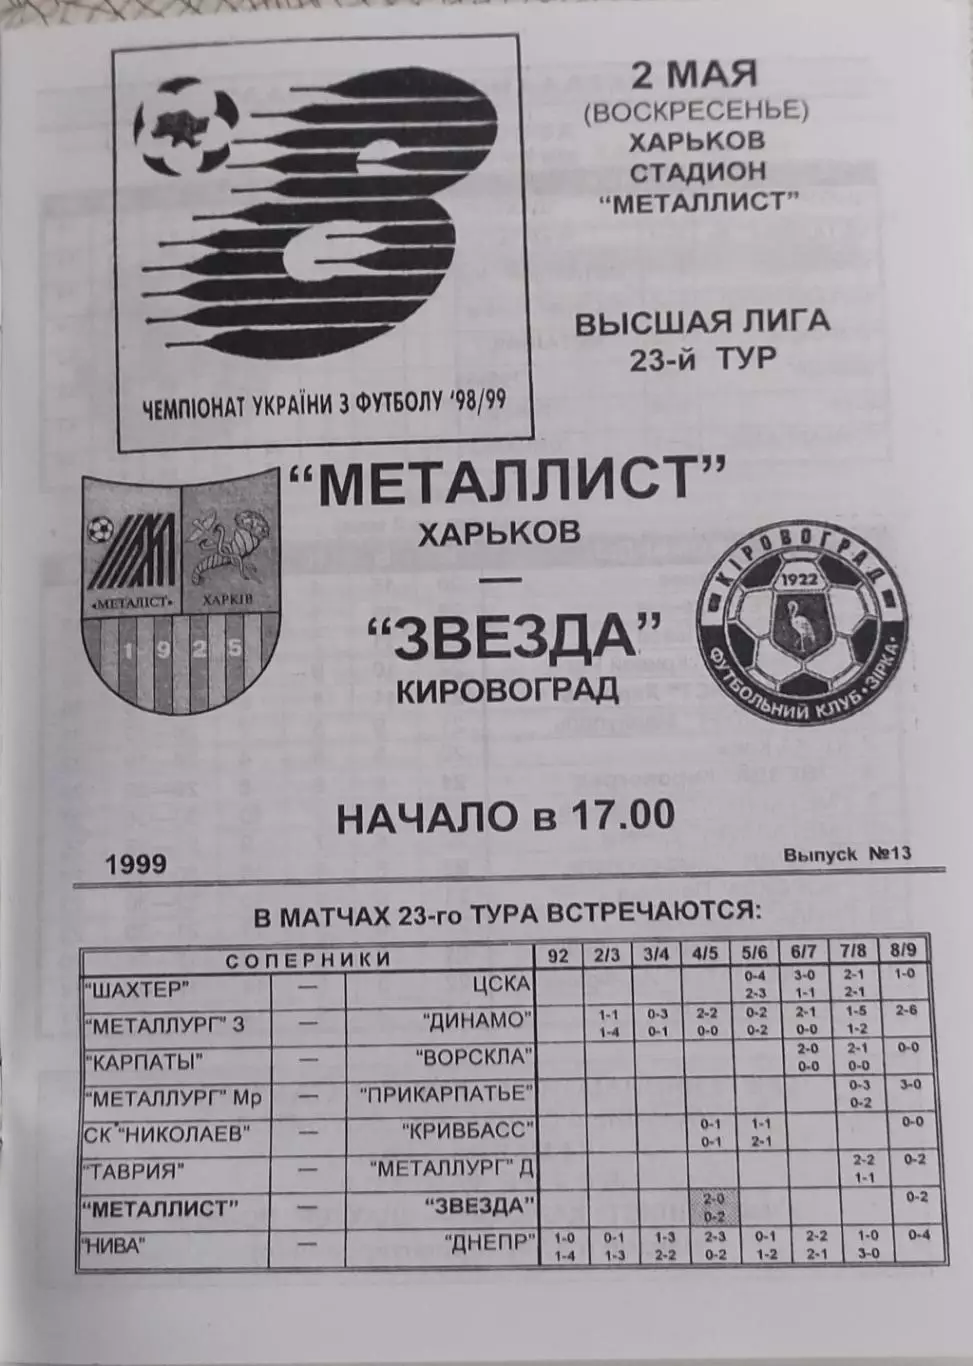 2 МАЯ
(ВОСКРЕСЕНЬЕ)
ХАРЬКОВ
СТАДИОН
"МЕТАЛЛИСТ"
ВЫСШАЯ ЛИГА
23-й ТУР
ЧЕМПІОНАТ УКРАЇНИ З ФУТБОЛУ '98/99
"МЕТАЛЛИСТ"
ХАРЬКОВ
—
"ЗВЕЗДА"
КИРОВОГРАД
«МЕТАЛІСТ» ХАРКІВ
1925
КІРОВОГРАД
1922
ФУТБОЛЬНИЙ КЛУБ •ЗІРКА•
НАЧАЛО в 17.00
1999 Выпуск №13
В МАТЧАХ 23-го ТУРА ВСТРЕЧАЮТСЯ:
СОПЕРНИКИ 92 2/3 3/4 4/5 5/6 6/7 7/8 8/9
"ШАХТЕР" — ЦСКА 0-4 3-0 2-1 1-0
2-3 1-1 2-1
"МЕТАЛЛУРГ" З — "ДИНАМО" 1-1 0-3 2-2 0-2 2-1 1-5 2-6
1-4 0-1 0-0 0-2 0-0 1-2
"КАРПАТЫ" — "ВОРСКЛА" 2-0 2-1 0-0
0-0 0-0
"МЕТАЛЛУРГ" Мр — "ПРИКАРПАТЬЕ" 0-3 3-0
0-2
СК "НИКОЛАЕВ" — "КРИВБАСС" 0-1 1-1 0-0
0-1 2-1
"ТАВРИЯ" — "МЕТАЛЛУРГ" Д 2-2 0-2
1-1
"МЕТАЛЛИСТ" — "ЗВЕЗДА" 2-0 0-2
0-2
"НИВА" — "ДНЕПР" 1-0 0-1 1-3 2-3 0-1 2-2 1-0 0-4
1-4 1-3 2-2 0-2 1-2 2-1 3-0